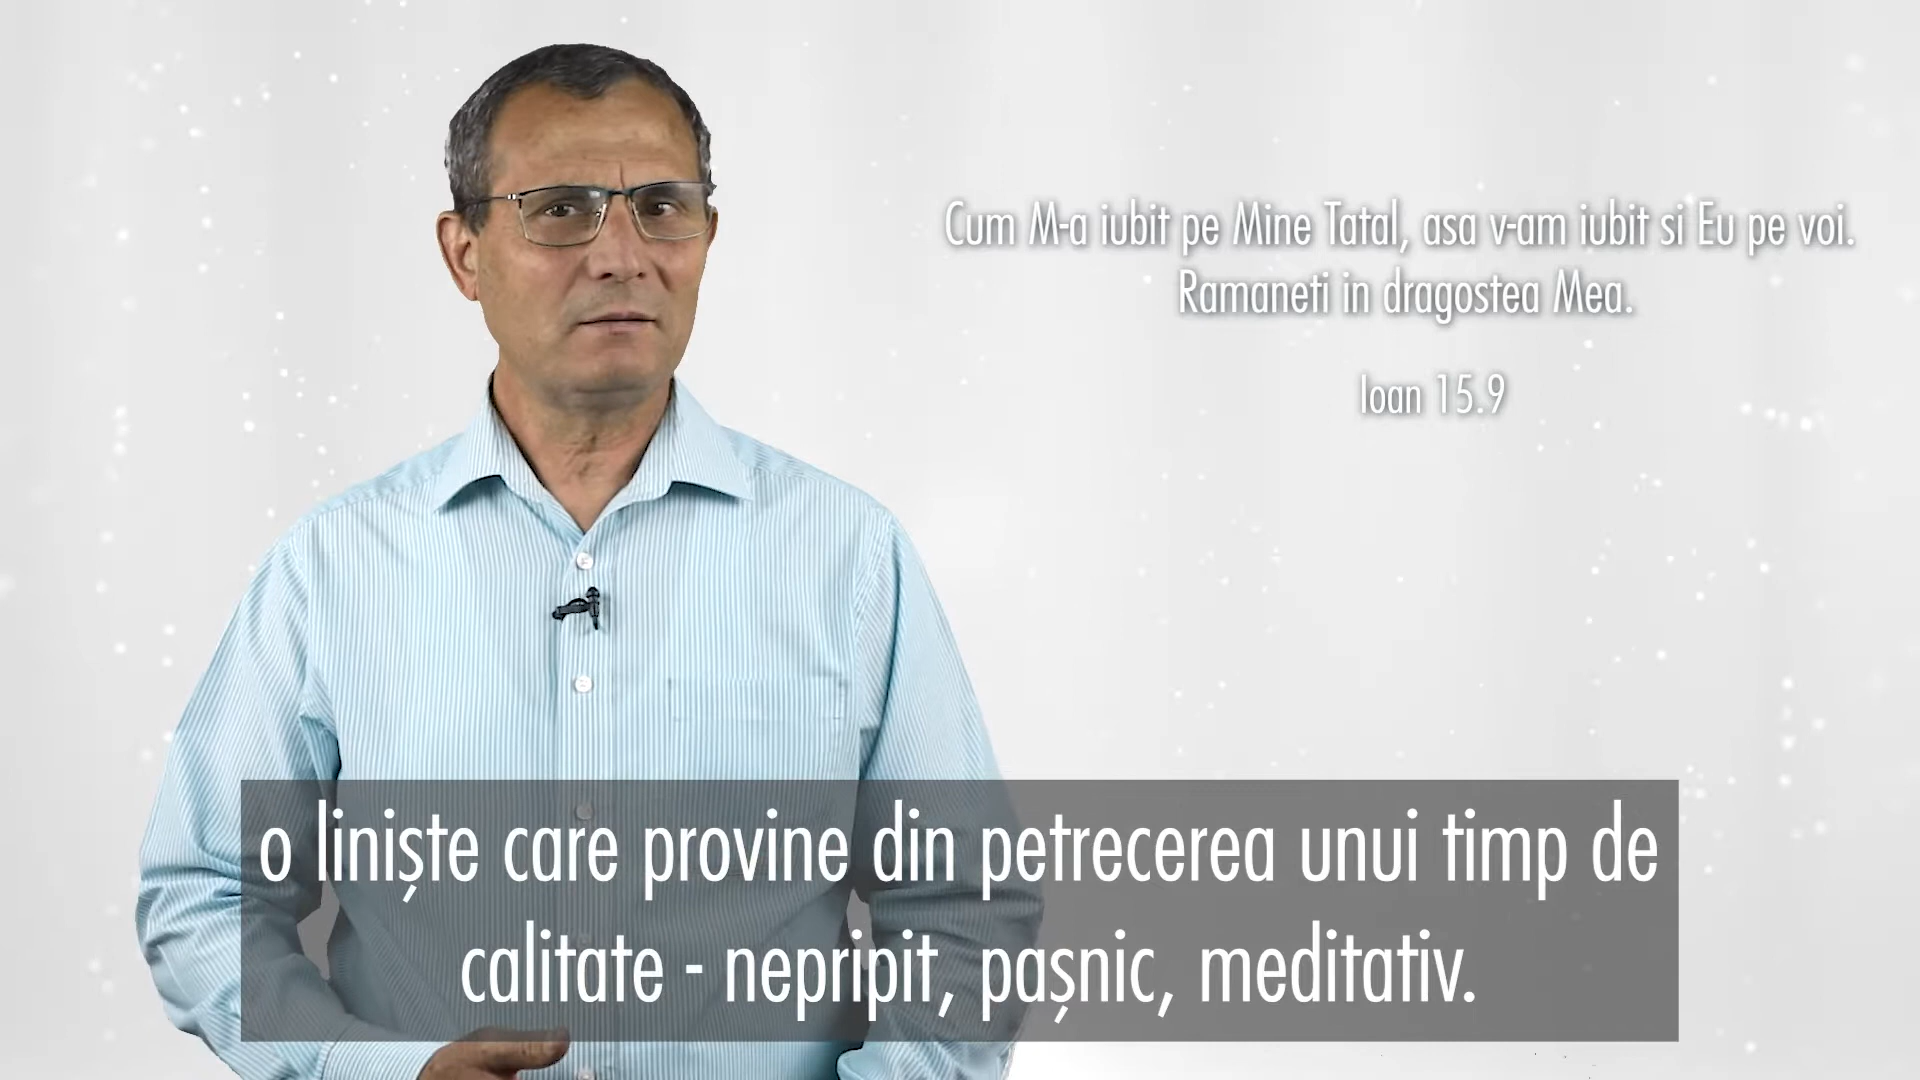 Cum M-a iubit pe Mine Tatal, asa v-am iubit si Eu pe voi.
Ramaneti in dragostea Mea.
Ioan 15.9
o liniște care provine din petrecerea unui timp de
calitate - nepripit, pașnic, meditativ.